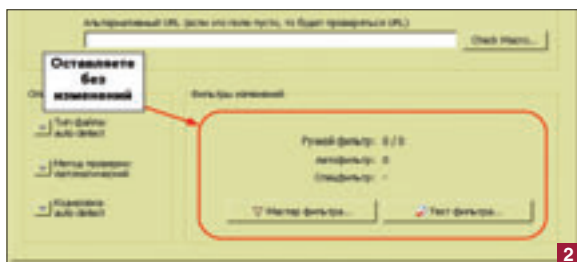 Альтернативный URL (если это поле пусто, то будет проверяться URL)
Check Macro...
Оставляете
без
изменений
Фильтры изменений
Тип файла:
auto detect
Метод проверки:
автоматический
Кодировка:
auto detect
Ручной фильтр: 0 / 0
Автофильтр: 0
Спецфильтр: -
Мастер фильтра...
Тест фильтра...
2